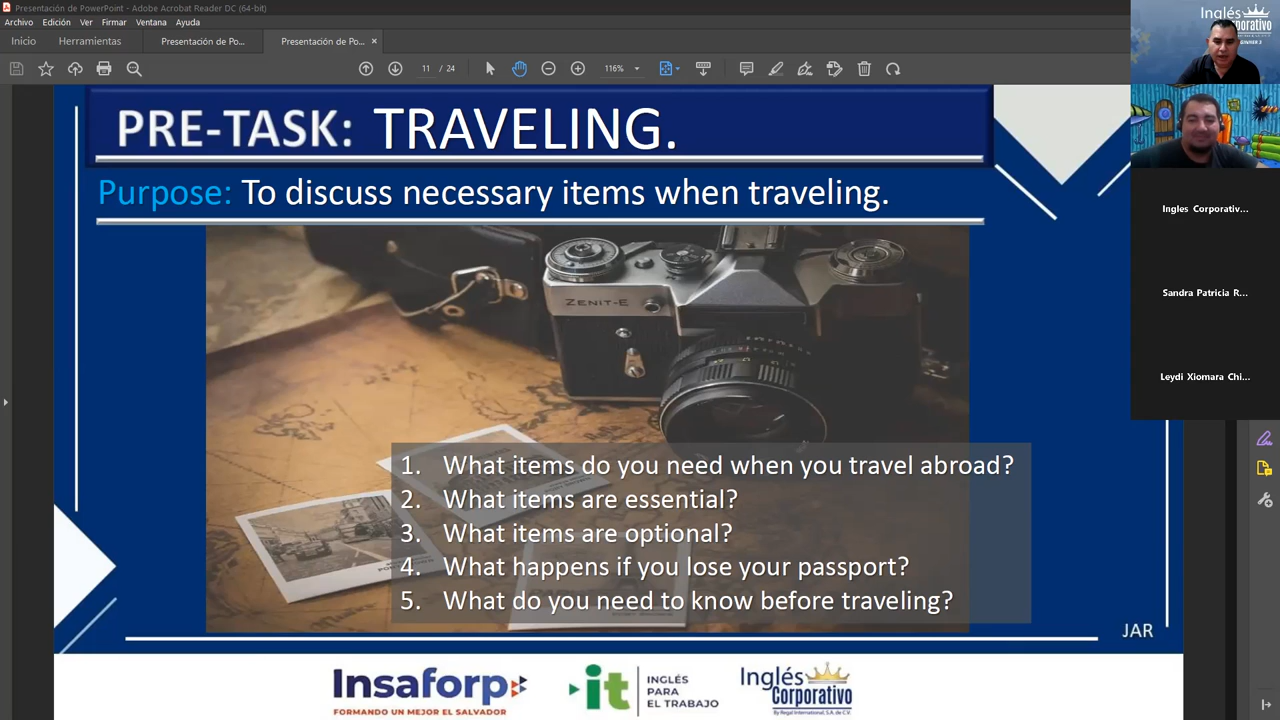 Presentación de PowerPoint - Adobe Acrobat Reader DC (64-bit)
Archivo Edición Ver Firmar Ventana Ayuda
Inicio Herramientas Presentación de Po... Presentación de Po... ×
11 / 24 116%
PRE-TASK: TRAVELING.
Purpose: To discuss necessary items when traveling.
ZENIT-E
1. What items do you need when you travel abroad?
2. What items are essential?
3. What items are optional?
4. What happens if you lose your passport?
5. What do you need to know before traveling?
JAR
Insaforp
FORMANDO UN MEJOR EL SALVADOR
it
INGLÉS
PARA
EL TRABAJO
Inglés
Corporativo
By Regal International, S.A. de C.V.
Inglés
Ingles Corporativ...
Sandra Patricia R...
Leydi Xiomara Chi...